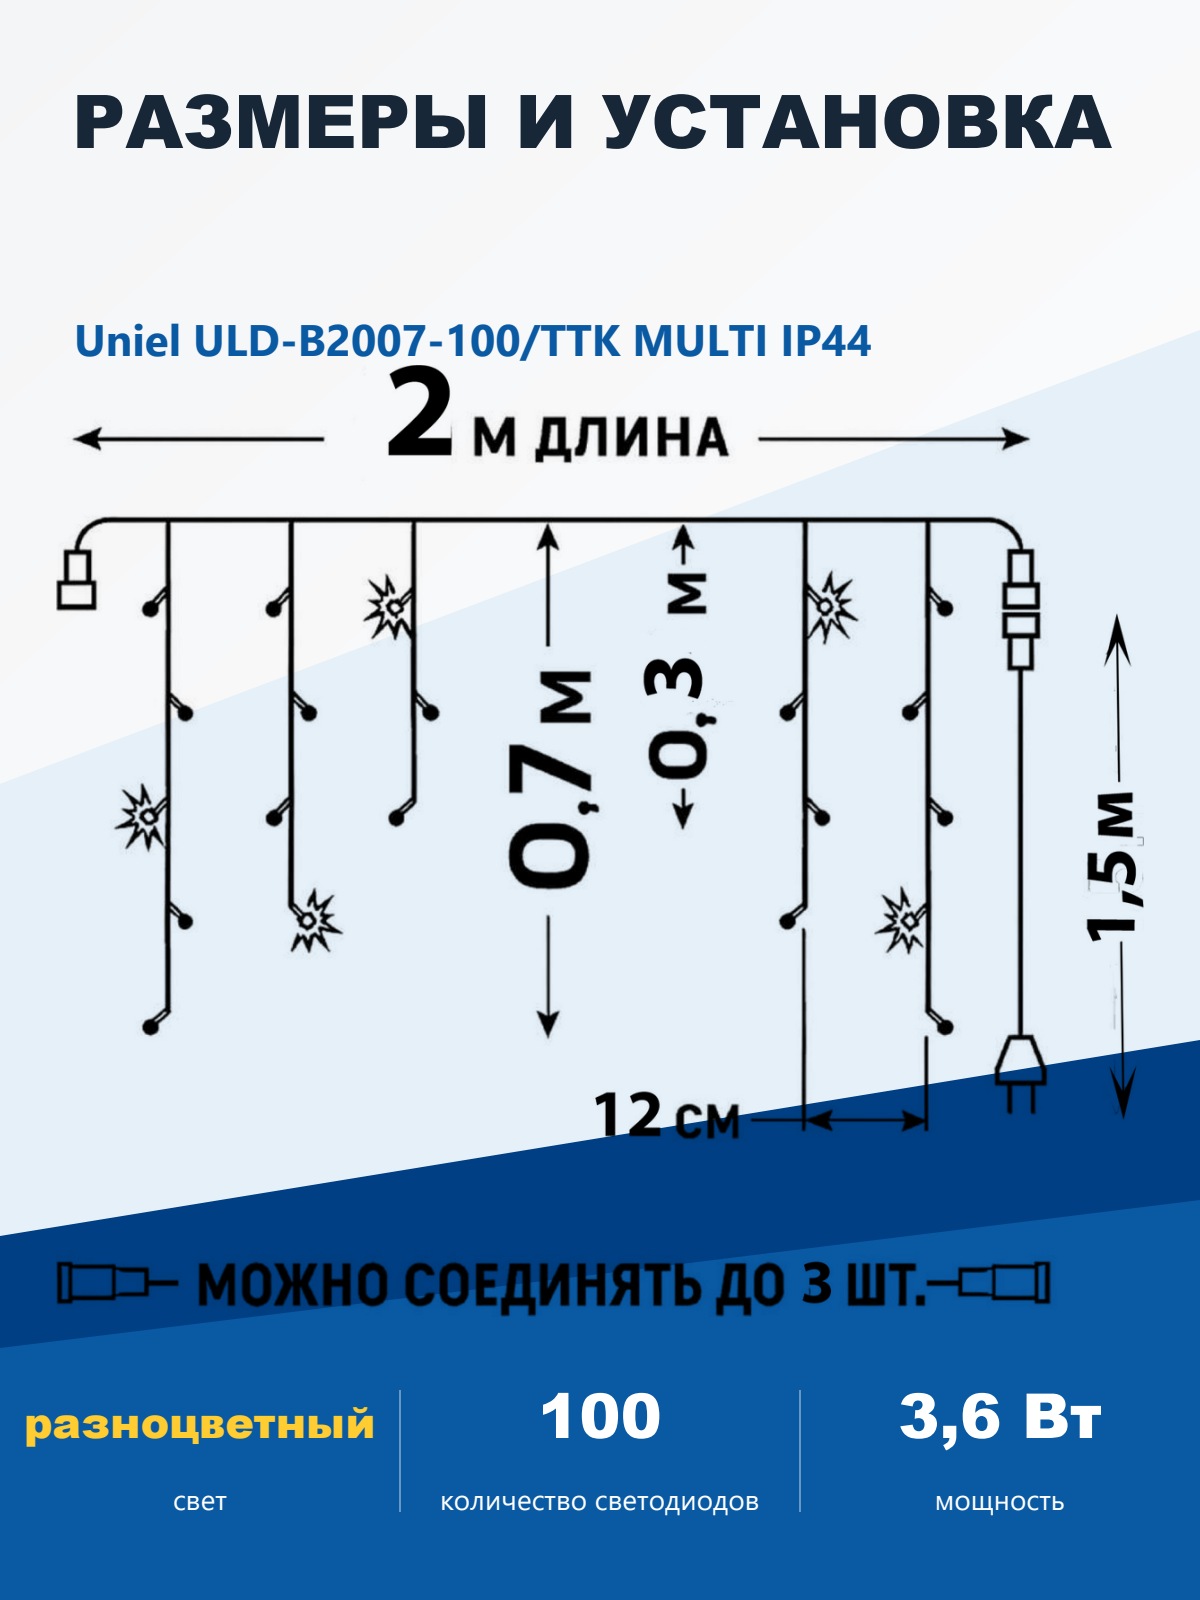 РАЗМЕРЫ И УСТАНОВКА
Uniel ULD-B2007-100/TTK MULTI IP44
2 м ДЛИНА
0,7 м
0,3 м
1,5 м
12 см
МОЖНО СОЕДИНЯТЬ ДО 3 ШТ.
разноцветный
свет
100
количество светодиодов
3,6 Вт
мощность